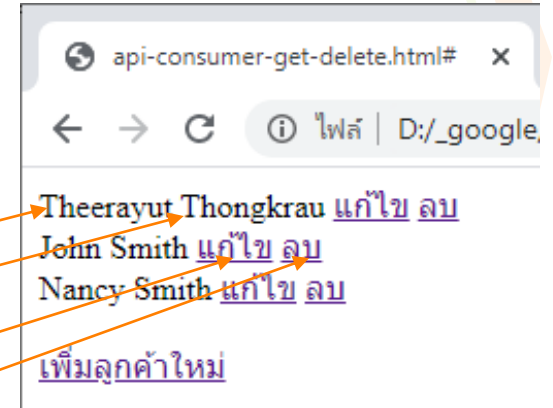 api-consumer-get-delete.html#
ไฟล์ | D:/_google/
Theerayut Thongkrau แก้ไข ลบ
John Smith แก้ไข ลบ
Nancy Smith แก้ไข ลบ
เพิ่มลูกค้าใหม่